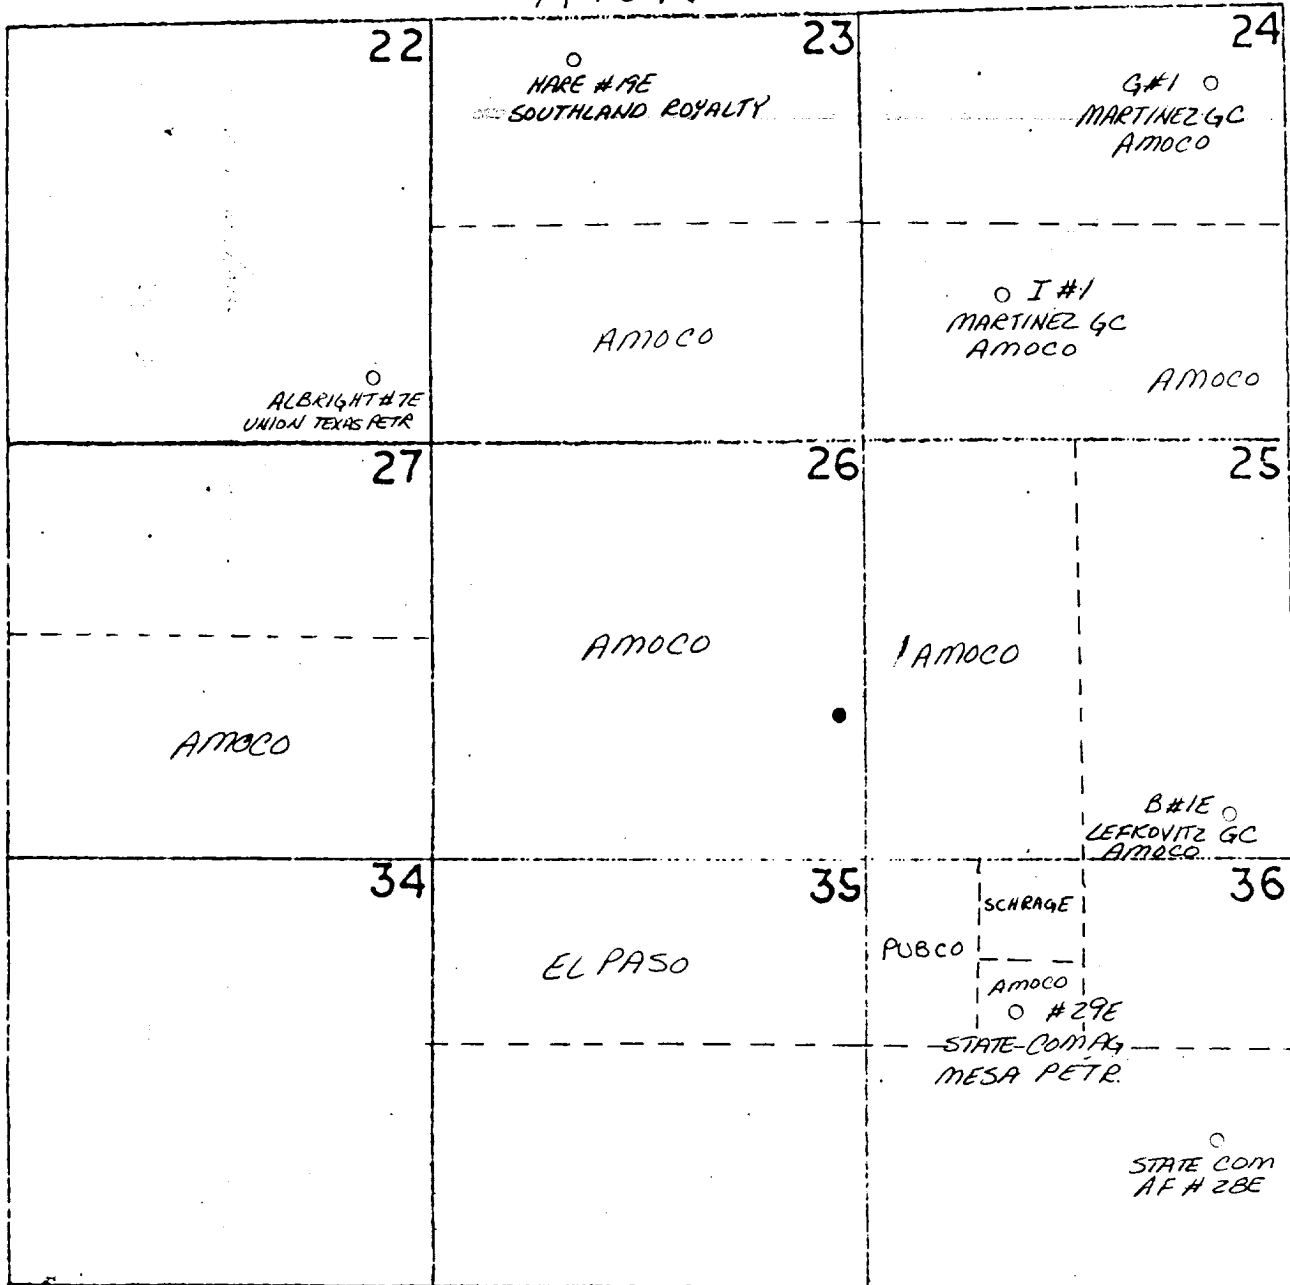 22
23
24
HARE #19E
SOUTHLAND ROYALTY
G#1
MARTINEZ GC
AMOCO
I #1
MARTINEZ GC
AMOCO
AMOCO
AMOCO
ALBRIGHT #7E
UNION TEXAS PETR
27
26
25
AMOCO
AMOCO
AMOCO
B#1E
LEFKOVITZ GC
AMOCO
34
35
36
SCHRAGE
PUBCO
EL PASO
AMOCO
#29E
STATE-COM AG
MESA PETR.
STATE COM
AF # 28E